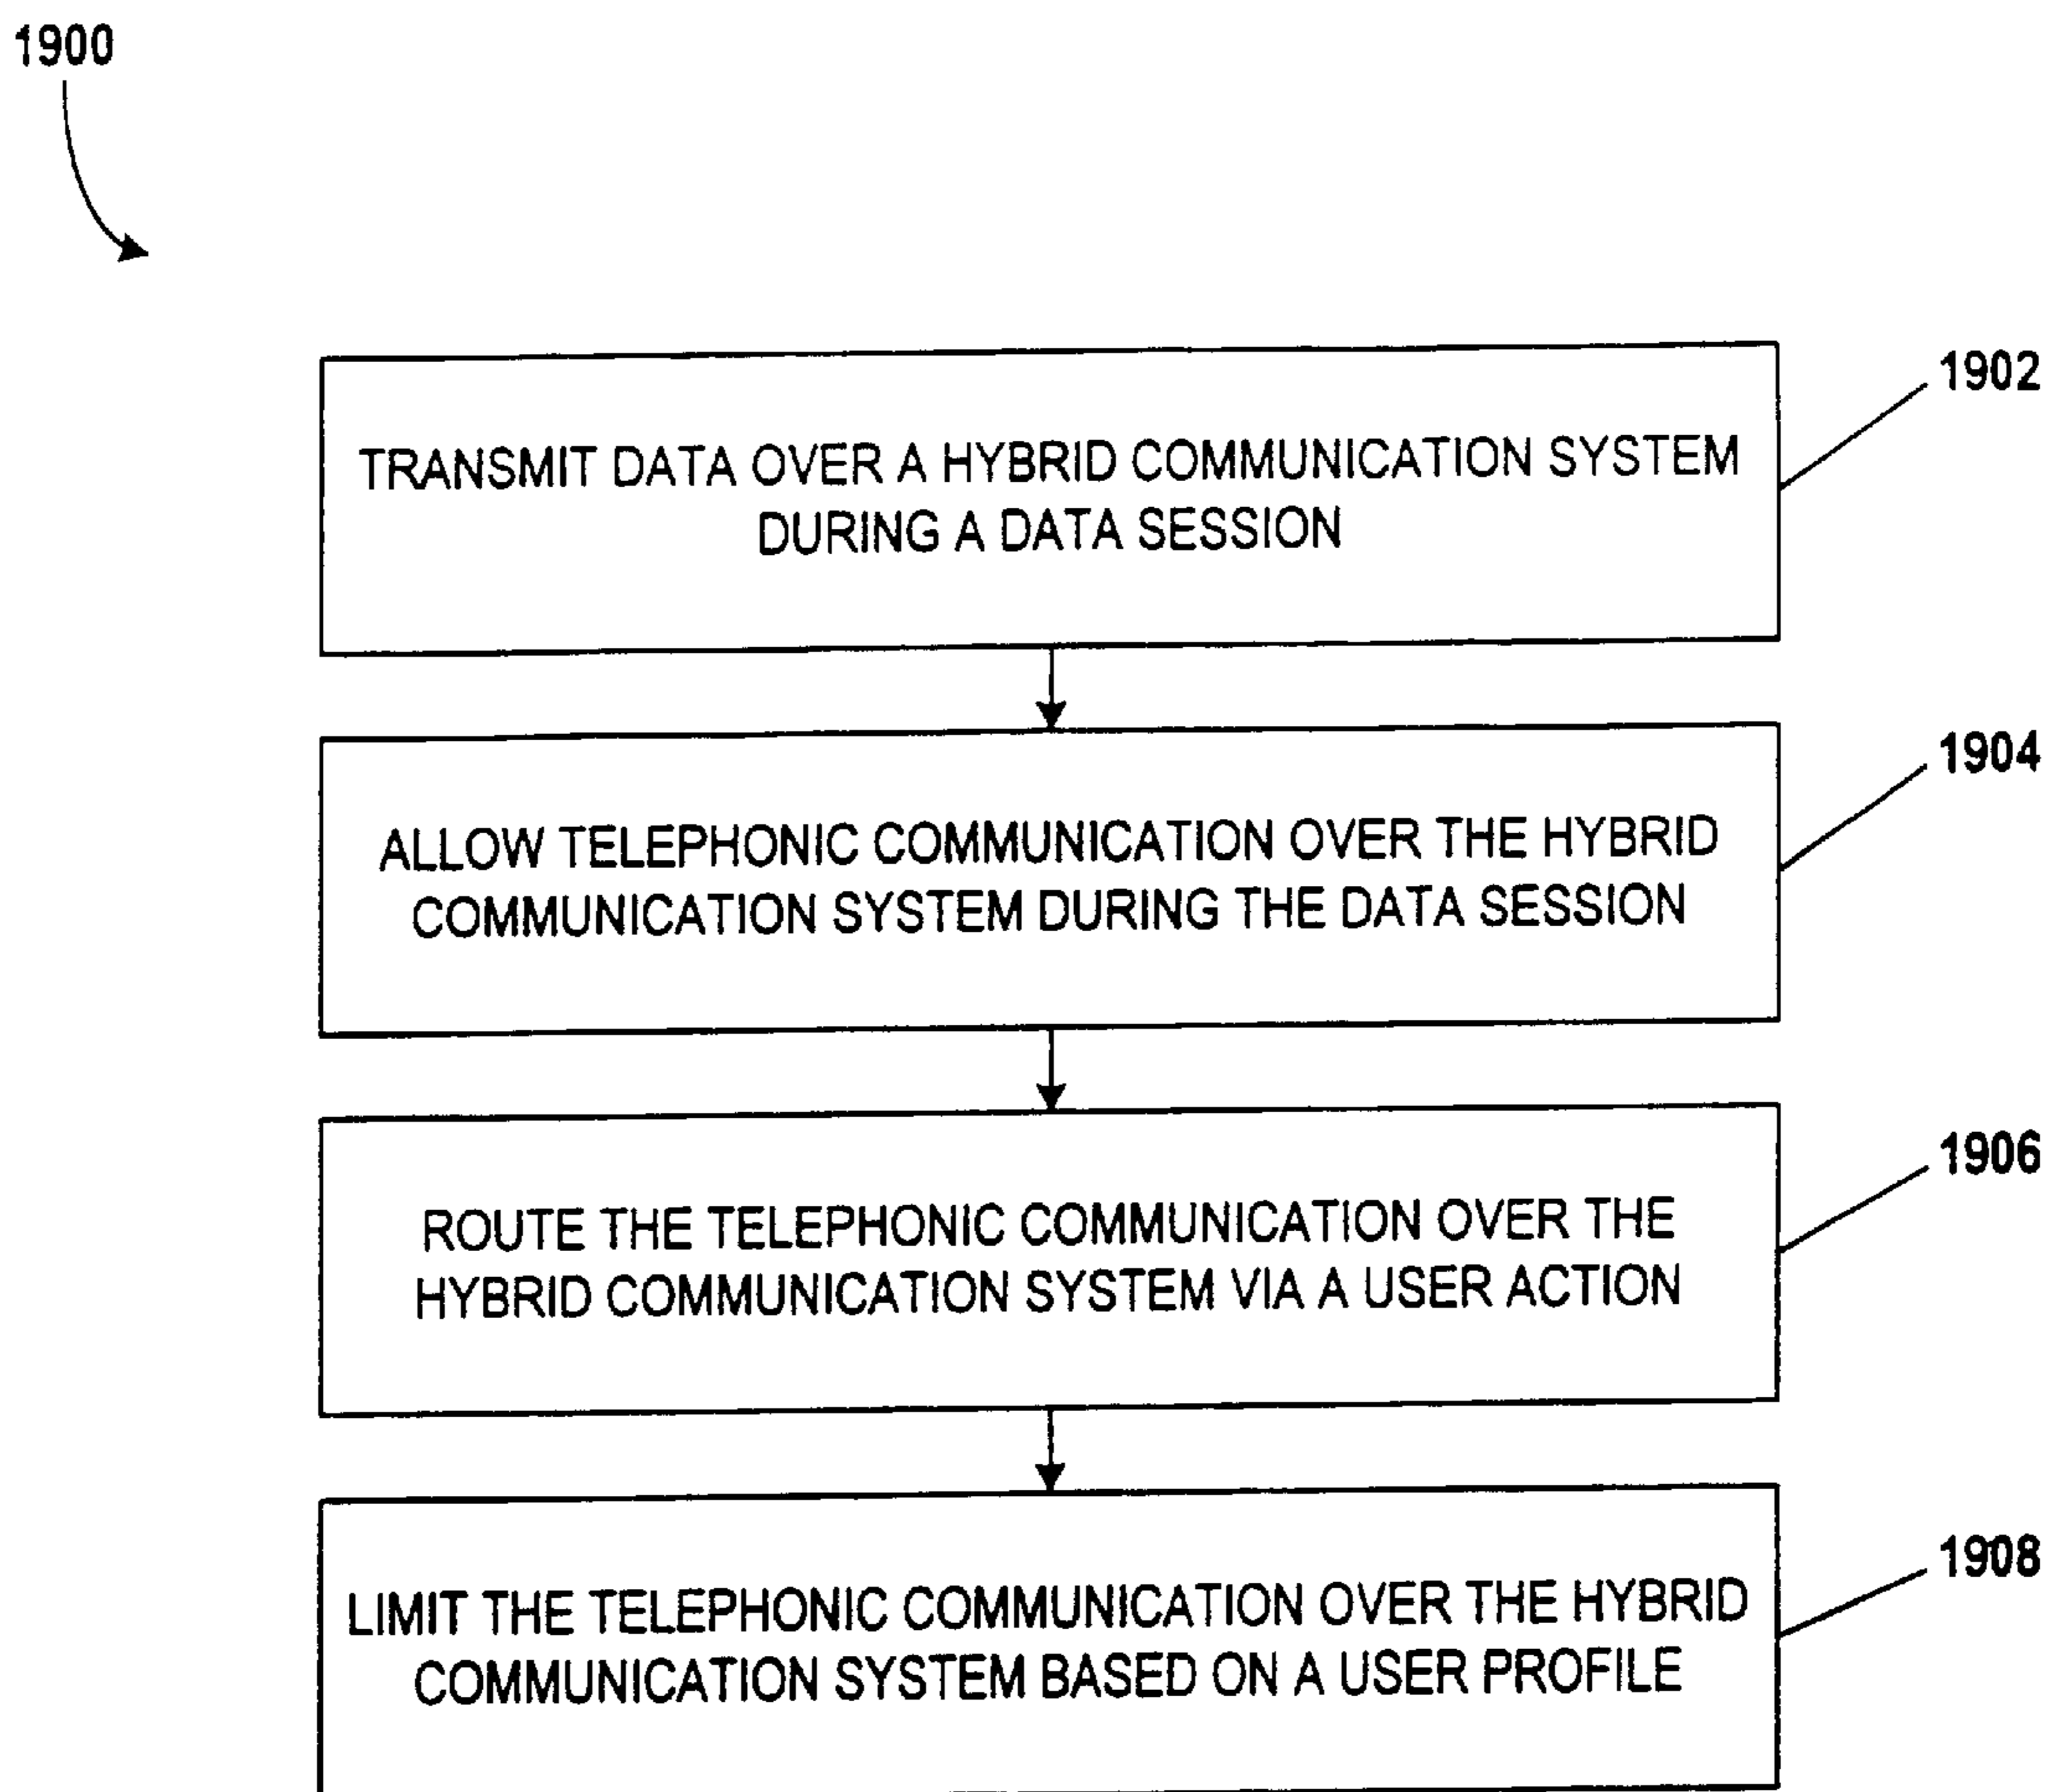 1900
1902
TRANSMIT DATA OVER A HYBRID COMMUNICATION SYSTEM
DURING A DATA SESSION
1904
ALLOW TELEPHONIC COMMUNICATION OVER THE HYBRID
COMMUNICATION SYSTEM DURING THE DATA SESSION
1906
ROUTE THE TELEPHONIC COMMUNICATION OVER THE
HYBRID COMMUNICATION SYSTEM VIA A USER ACTION
1908
LIMIT THE TELEPHONIC COMMUNICATION OVER THE HYBRID
COMMUNICATION SYSTEM BASED ON A USER PROFILE